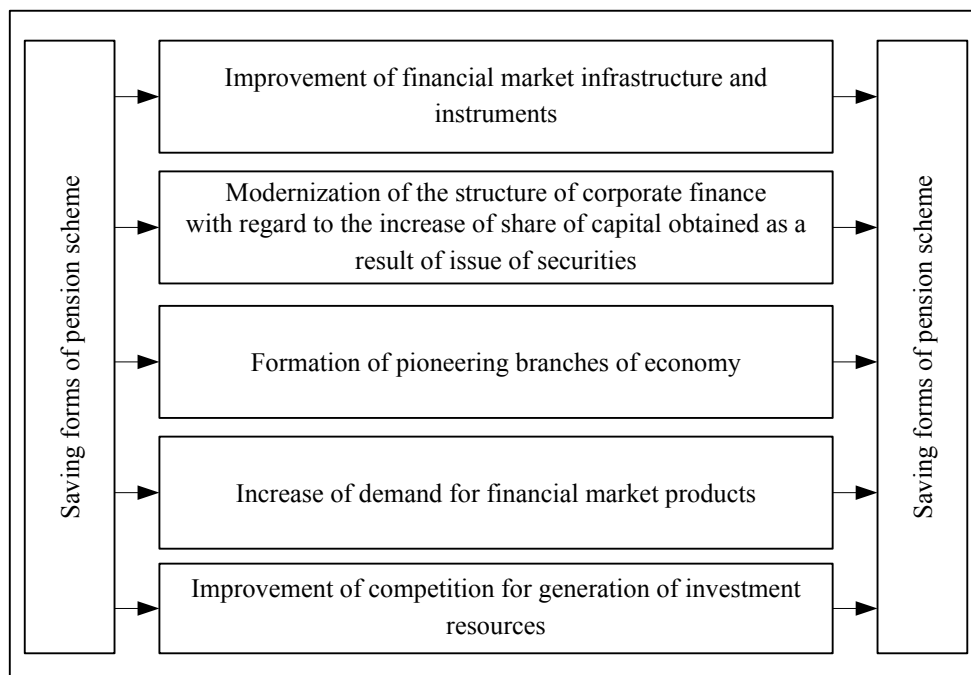 Saving forms of pension scheme
Improvement of financial market infrastructure and
instruments
Modernization of the structure of corporate finance
with regard to the increase of share of capital obtained as a
result of issue of securities
Formation of pioneering branches of economy
Increase of demand for financial market products
Improvement of competition for generation of investment
resources
Saving forms of pension scheme